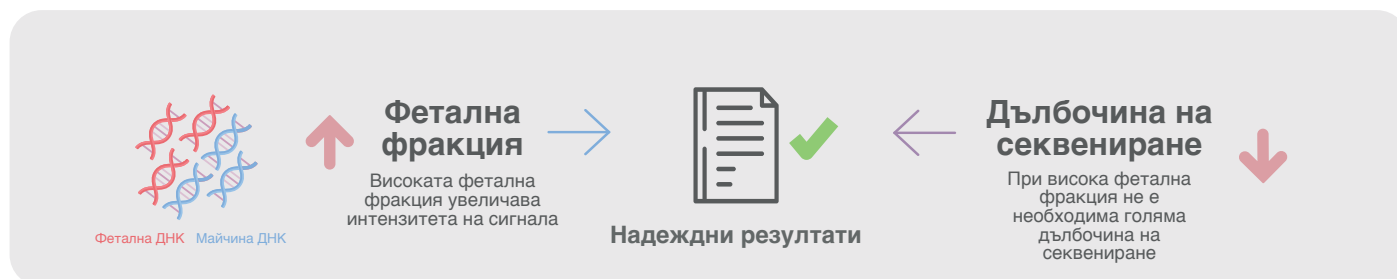 Фетална ДНК Майчина ДНК
Фетална
фракция
Високата фетална
фракция увеличава
интензитета на сигнала
Надеждни резултати
Дълбочина на
секвениране
При висока фетална
фракция не е
необходима голяма
дълбочина на
секвениране